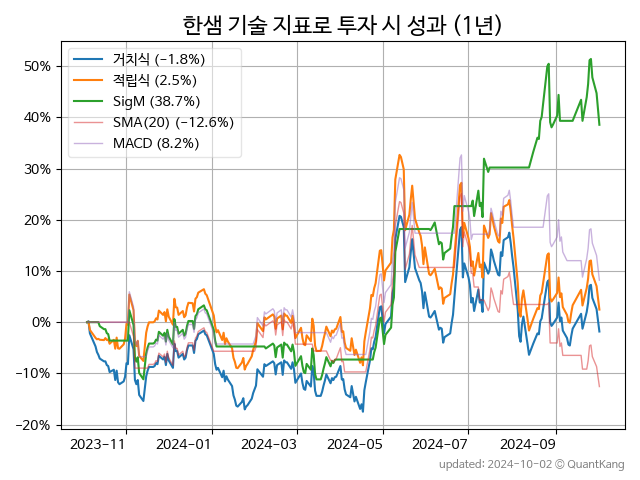 한샘 기술 지표로 투자 시 성과 (1년)
거치식 (−1.8%)
적립식 (2.5%)
SigM (38.7%)
SMA(20) (−12.6%)
MACD (8.2%)
50%
40%
30%
20%
10%
0%
−10%
−20%
2023-11 2024-01 2024-03 2024-05 2024-07 2024-09
updated: 2024-10-02 © QuantKang